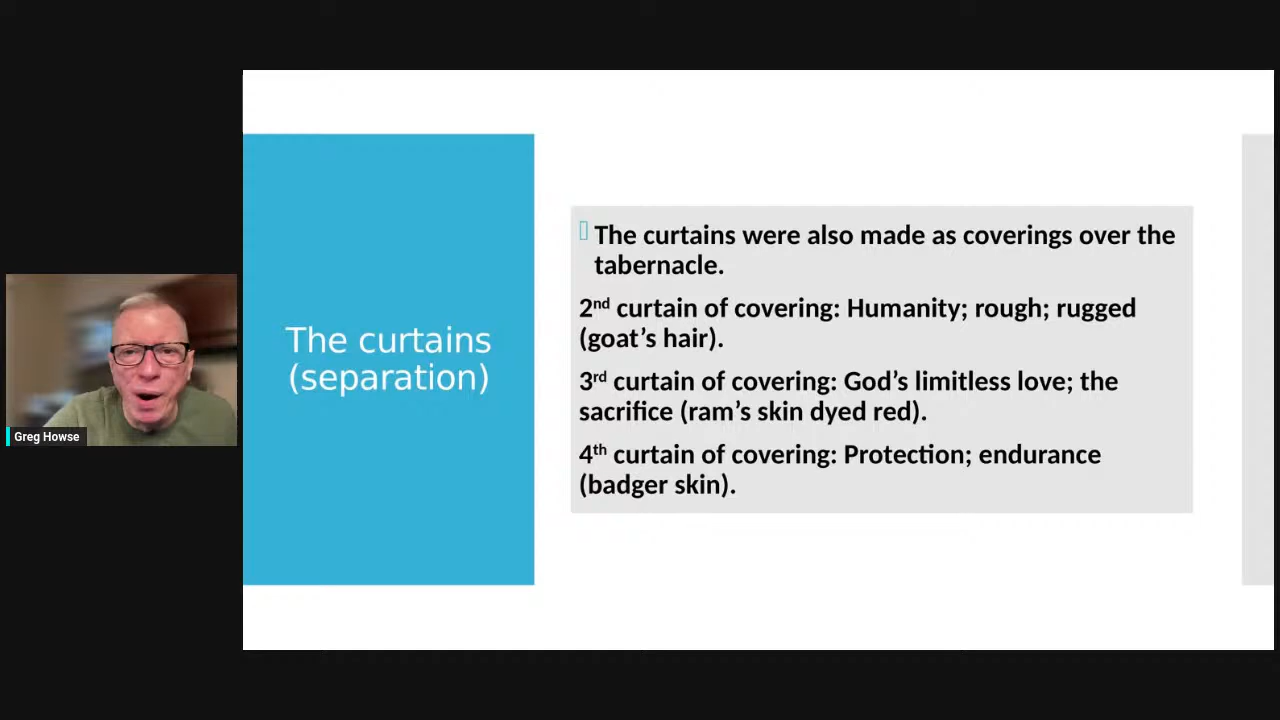 The curtains
(separation)
The curtains were also made as coverings over the
tabernacle.
2nd curtain of covering: Humanity; rough; rugged
(goat’s hair).
3rd curtain of covering: God’s limitless love; the
sacrifice (ram’s skin dyed red).
4th curtain of covering: Protection; endurance
(badger skin).
Greg Howse